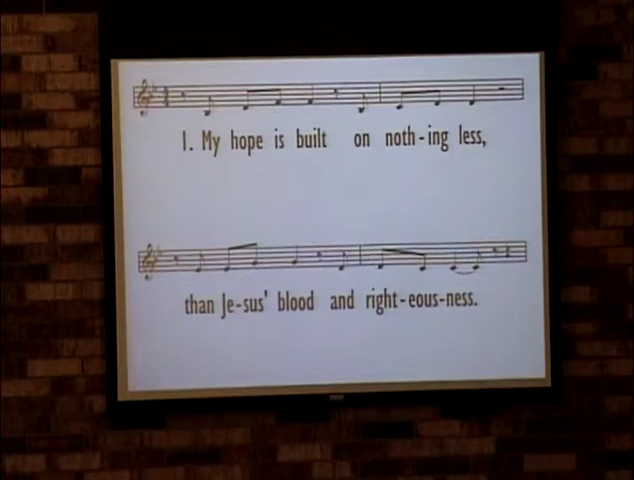 1. My hope is built on noth-ing less,
than Je-sus' blood and right-eous-ness.